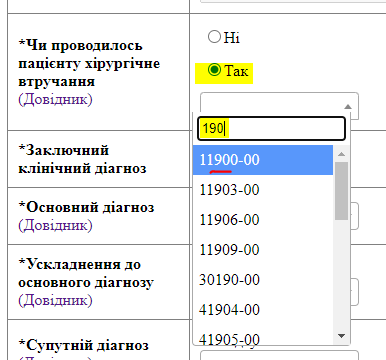 *Чи проводилось
пацієнту хірургічне
втручання
(Довідник)
Ні
Так
190
11900-00
11903-00
11906-00
11909-00
30190-00
41904-00
41905-00
*Заключний
клінічний діагноз
*Основний діагноз
(Довідник)
*Ускладнення до
основного діагнозу
(Довідник)
*Супутній діагноз